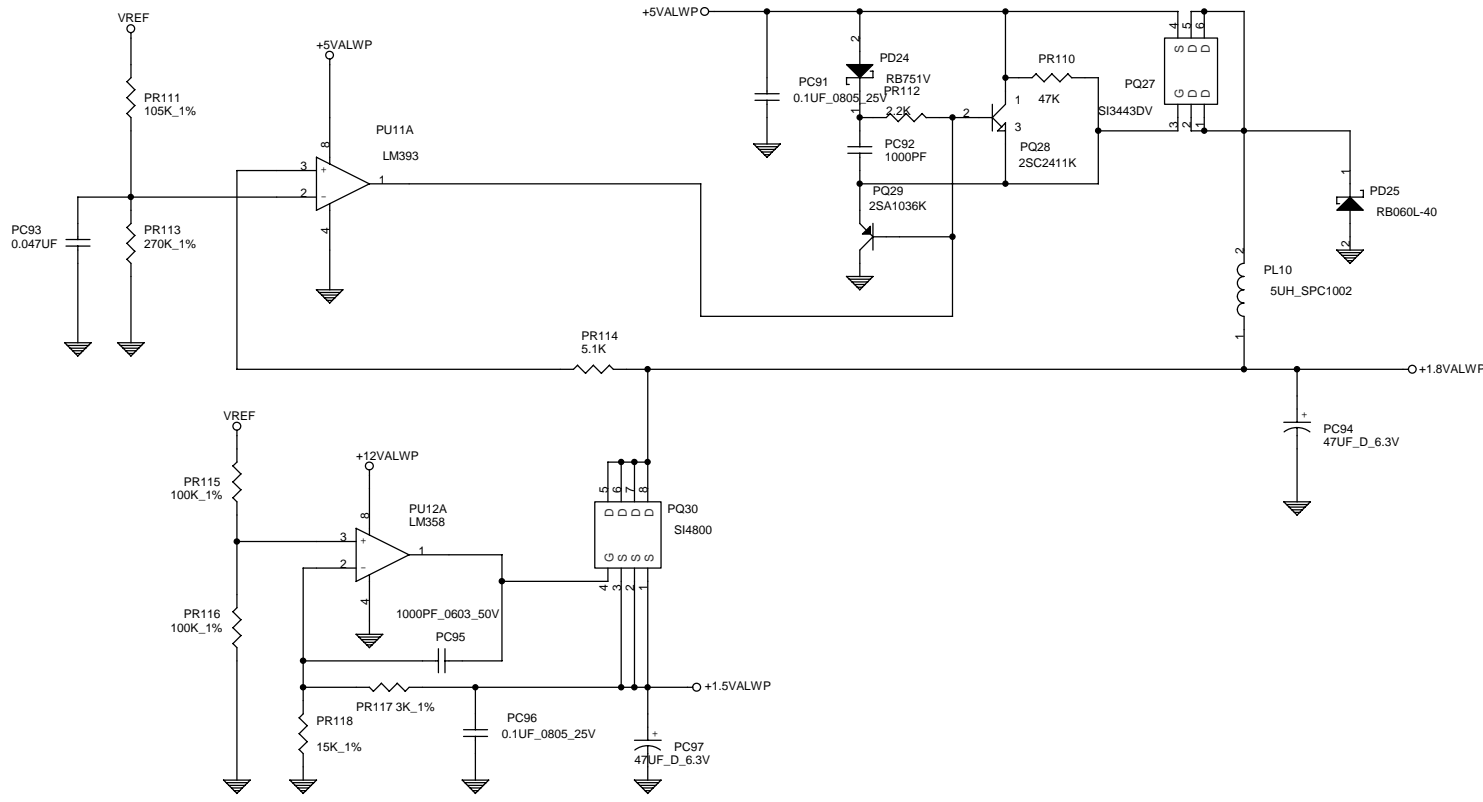 VREF
+5VALWP
PR111
105K_1%
PU11A
LM393
8
3
+
2
-
1
4
PC93
0.047UF
PR113
270K_1%
+5VALWP
PC91
0.1UF_0805_25V
2
PD24
RB751V
1
PR112
2.2K
PC92
1000PF
PQ29
2SA1036K
2
1
3
PR110
47K
PQ28
2SC2411K
4
5
6
S
D
D
PQ27
SI3443DV
G
D
D
3
2
1
1
PD25
RB060L-40
2
2
PL10
5UH_SPC1002
1
PR114
5.1K
+1.8VALWP
+
PC94
47UF_D_6.3V
VREF
+12VALWP
PR115
100K_1%
PU12A
LM358
8
3
+
2
-
1
4
PR116
100K_1%
5
6
7
8
D
D
D
D
PQ30
SI4800
G
S
S
S
4
3
2
1
1000PF_0603_50V
PC95
+1.5VALWP
PR117 3K_1%
PR118
15K_1%
PC96
0.1UF_0805_25V
+
PC97
47UF_D_6.3V